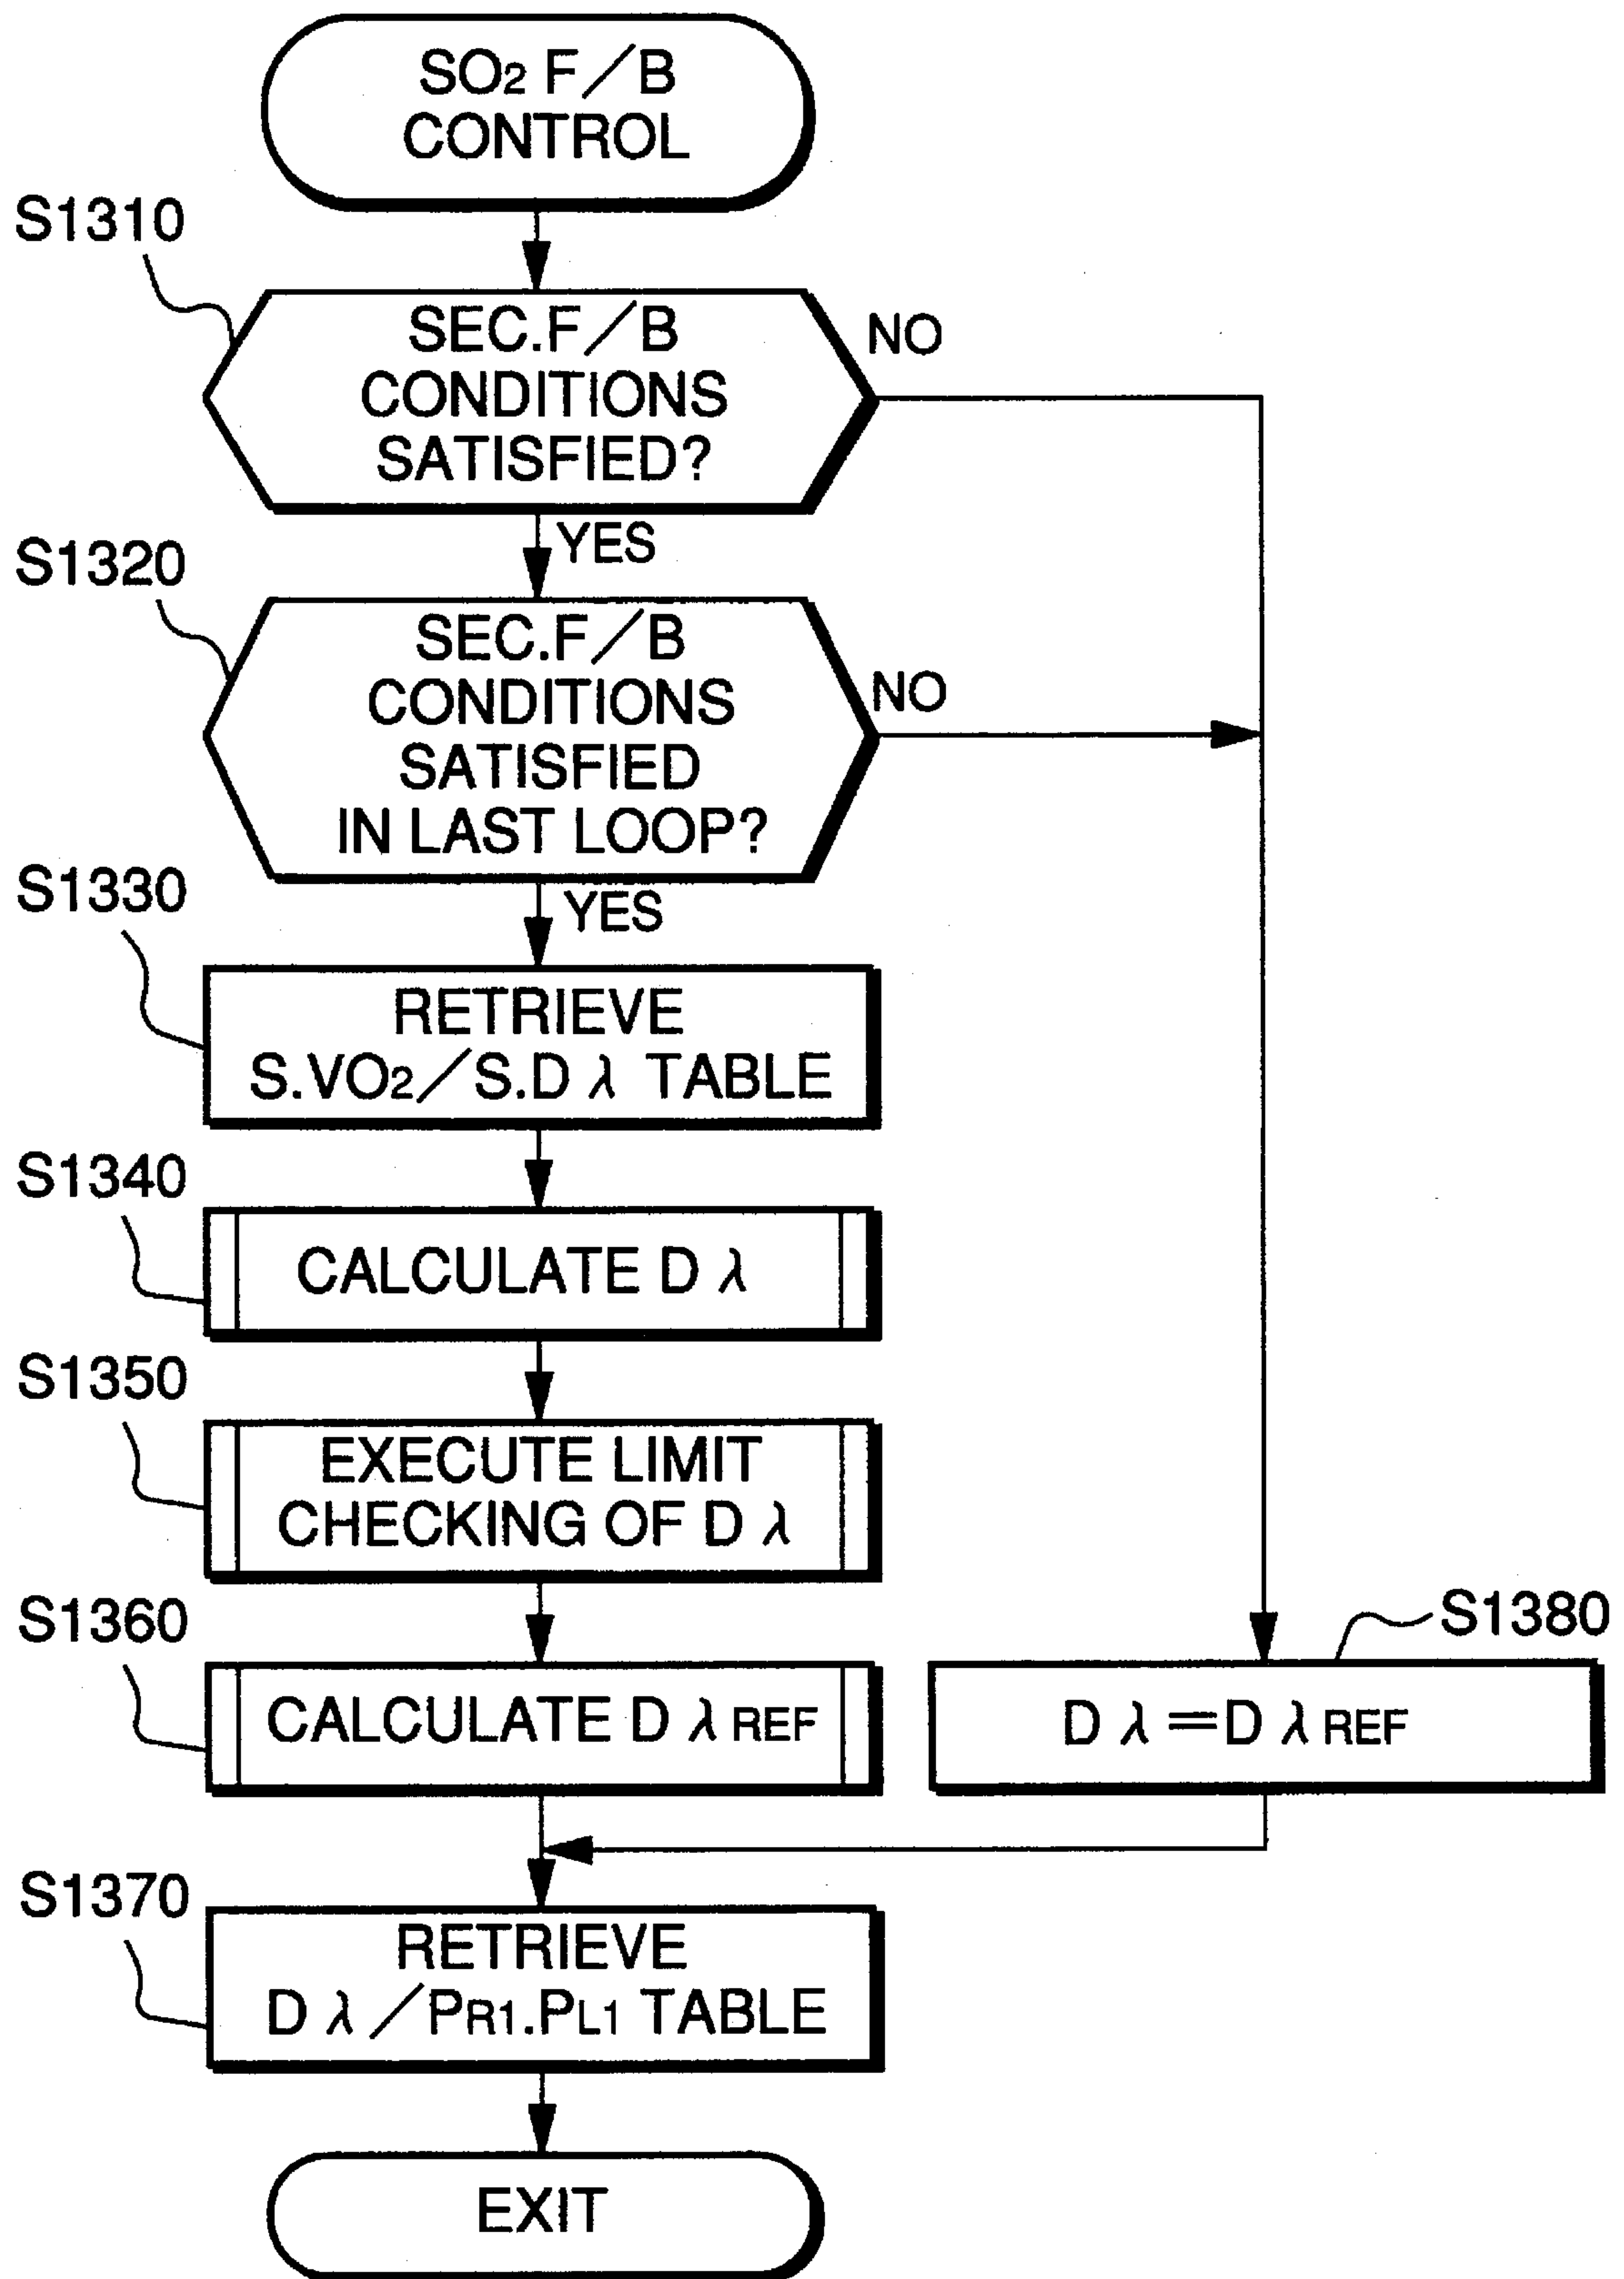 SO2 F/B
CONTROL
S1310
SEC.F/B
CONDITIONS
SATISFIED?
NO
YES
S1320
SEC.F/B
CONDITIONS
SATISFIED
IN LAST LOOP?
NO
YES
S1330
RETRIEVE
S.VO2/S.D λ TABLE
S1340
CALCULATE D λ
S1350
EXECUTE LIMIT
CHECKING OF D λ
S1360
CALCULATE D λ REF
S1380
D λ = D λ REF
S1370
RETRIEVE
D λ/PR1.PL1 TABLE
EXIT